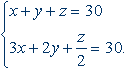 x + y + z = 30
3x + 2y + z/2 = 30.